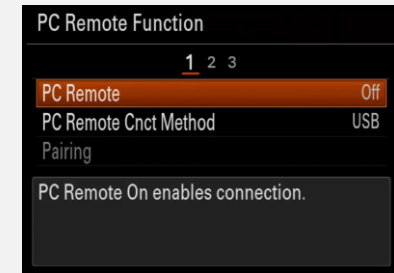 PC Remote Function
1 2 3
PC Remote Off
PC Remote Cnct Method USB
Pairing
PC Remote On enables connection.